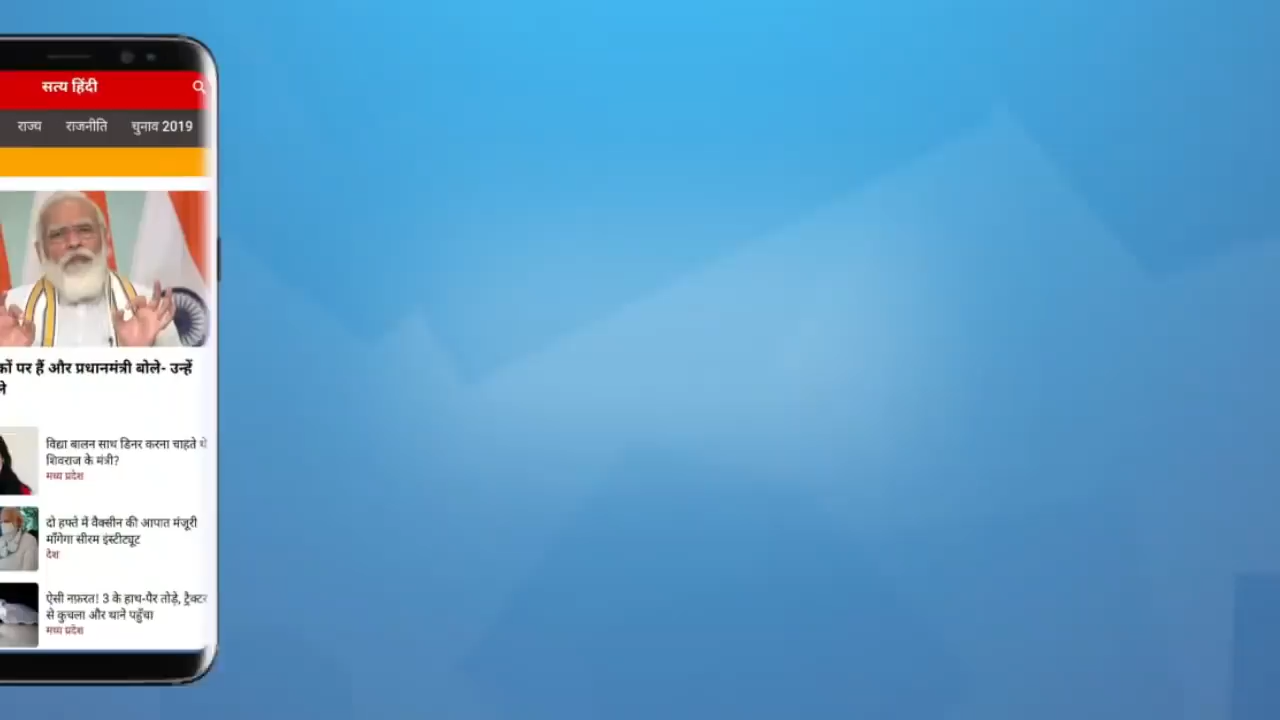 सत्य हिंदी
राज्य राजनीति चुनाव 2019
पर हैं और प्रधानमंत्री बोले- उन्हें
विद्या बालन साथ डिनर करना चाहते थे
शिवराज के मंत्री?
मध्य प्रदेश
दो हफ्ते में वैक्सीन की आपात मंजूरी
माँगेगा सीरम इंस्टीट्यूट
देश
ऐसी नफ़रत! 3 के हाथ-पैर तोड़े, ट्रैक्टर
से कुचला और थाने पहुँचा
मध्य प्रदेश